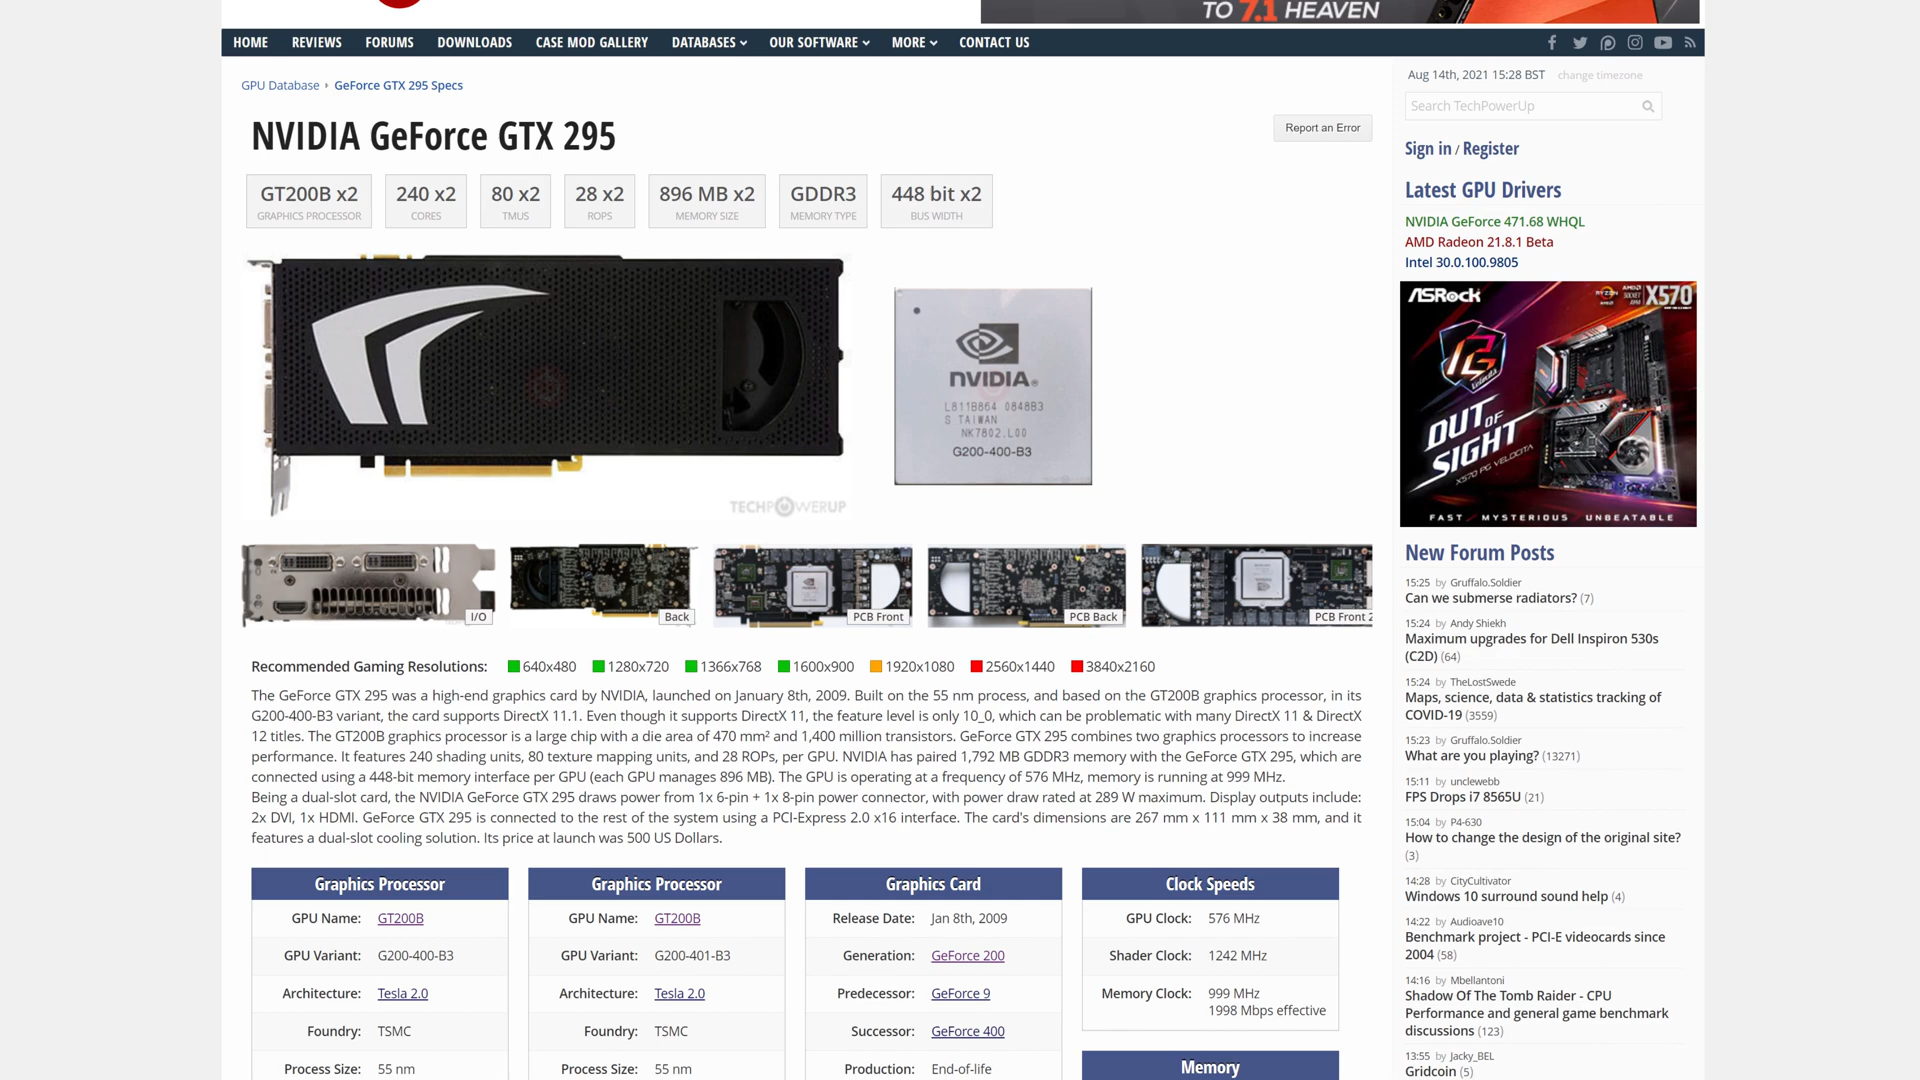 TO 7.1 HEAVEN
HOME REVIEWS FORUMS DOWNLOADS CASE MOD GALLERY DATABASES OUR SOFTWARE MORE CONTACT US
GPU Database GeForce GTX 295 Specs
NVIDIA GeForce GTX 295
Report an Error
GT200B x2 240 x2 80 x2 28 x2 896 MB x2 GDDR3 448 bit x2
GRAPHICS PROCESSOR CORES TMUS ROPS MEMORY SIZE MEMORY TYPE BUS WIDTH
NVIDIA
L811B864 0848B3
S TAIWAN
NK7802.L00
G200-400-B3
TECHPOWERUP
I/O Back PCB Front PCB Back PCB Front 2
Recommended Gaming Resolutions: 640x480 1280x720 1366x768 1600x900 1920x1080 2560x1440 3840x2160
The GeForce GTX 295 was a high-end graphics card by NVIDIA, launched on January 8th, 2009. Built on the 55 nm process, and based on the GT200B graphics processor, in its
G200-400-B3 variant, the card supports DirectX 11.1. Even though it supports DirectX 11, the feature level is only 10_0, which can be problematic with many DirectX 11 & DirectX
12 titles. The GT200B graphics processor is a large chip with a die area of 470 mm² and 1,400 million transistors. GeForce GTX 295 combines two graphics processors to increase
performance. It features 240 shading units, 80 texture mapping units, and 28 ROPs, per GPU. NVIDIA has paired 1,792 MB GDDR3 memory with the GeForce GTX 295, which are
connected using a 448-bit memory interface per GPU (each GPU manages 896 MB). The GPU is operating at a frequency of 576 MHz, memory is running at 999 MHz.
Being a dual-slot card, the NVIDIA GeForce GTX 295 draws power from 1x 6-pin + 1x 8-pin power connector, with power draw rated at 289 W maximum. Display outputs include:
2x DVI, 1x HDMI. GeForce GTX 295 is connected to the rest of the system using a PCI-Express 2.0 x16 interface. The card's dimensions are 267 mm x 111 mm x 38 mm, and it
features a dual-slot cooling solution. Its price at launch was 500 US Dollars.
Graphics Processor
GPU Name: GT200B
GPU Variant: G200-400-B3
Architecture: Tesla 2.0
Foundry: TSMC
Process Size: 55 nm
Graphics Processor
GPU Name: GT200B
GPU Variant: G200-401-B3
Architecture: Tesla 2.0
Foundry: TSMC
Process Size: 55 nm
Graphics Card
Release Date: Jan 8th, 2009
Generation: GeForce 200
Predecessor: GeForce 9
Successor: GeForce 400
Production: End-of-life
Clock Speeds
GPU Clock: 576 MHz
Shader Clock: 1242 MHz
Memory Clock: 999 MHz
1998 Mbps effective
Memory
Aug 14th, 2021 15:28 BST change timezone
Search TechPowerUp
Sign in / Register
Latest GPU Drivers
NVIDIA GeForce 471.68 WHQL
AMD Radeon 21.8.1 Beta
Intel 30.0.100.9805
ASRock RYZEN AMD X570
Velocita
OUT OF
SIGHT
X570 PG VELOCITA
FAST / MYSTERIOUS / UNBEATABLE
New Forum Posts
15:25 by Gruffalo.Soldier
Can we submerse radiators? (7)
15:24 by Andy Shiekh
Maximum upgrades for Dell Inspiron 530s
(C2D) (64)
15:24 by TheLostSwede
Maps, science, data & statistics tracking of
COVID-19 (3559)
15:23 by Gruffalo.Soldier
What are you playing? (13271)
15:11 by unclewebb
FPS Drops i7 8565U (21)
15:04 by P4-630
How to change the design of the original site?
(3)
14:28 by CityCultivator
Windows 10 surround sound help (4)
14:22 by Audioave10
Benchmark project - PCI-E videocards since
2004 (58)
14:16 by Mbellantoni
Shadow Of The Tomb Raider - CPU
Performance and general game benchmark
discussions (123)
13:55 by Jacky_BEL
Gridcoin (5)